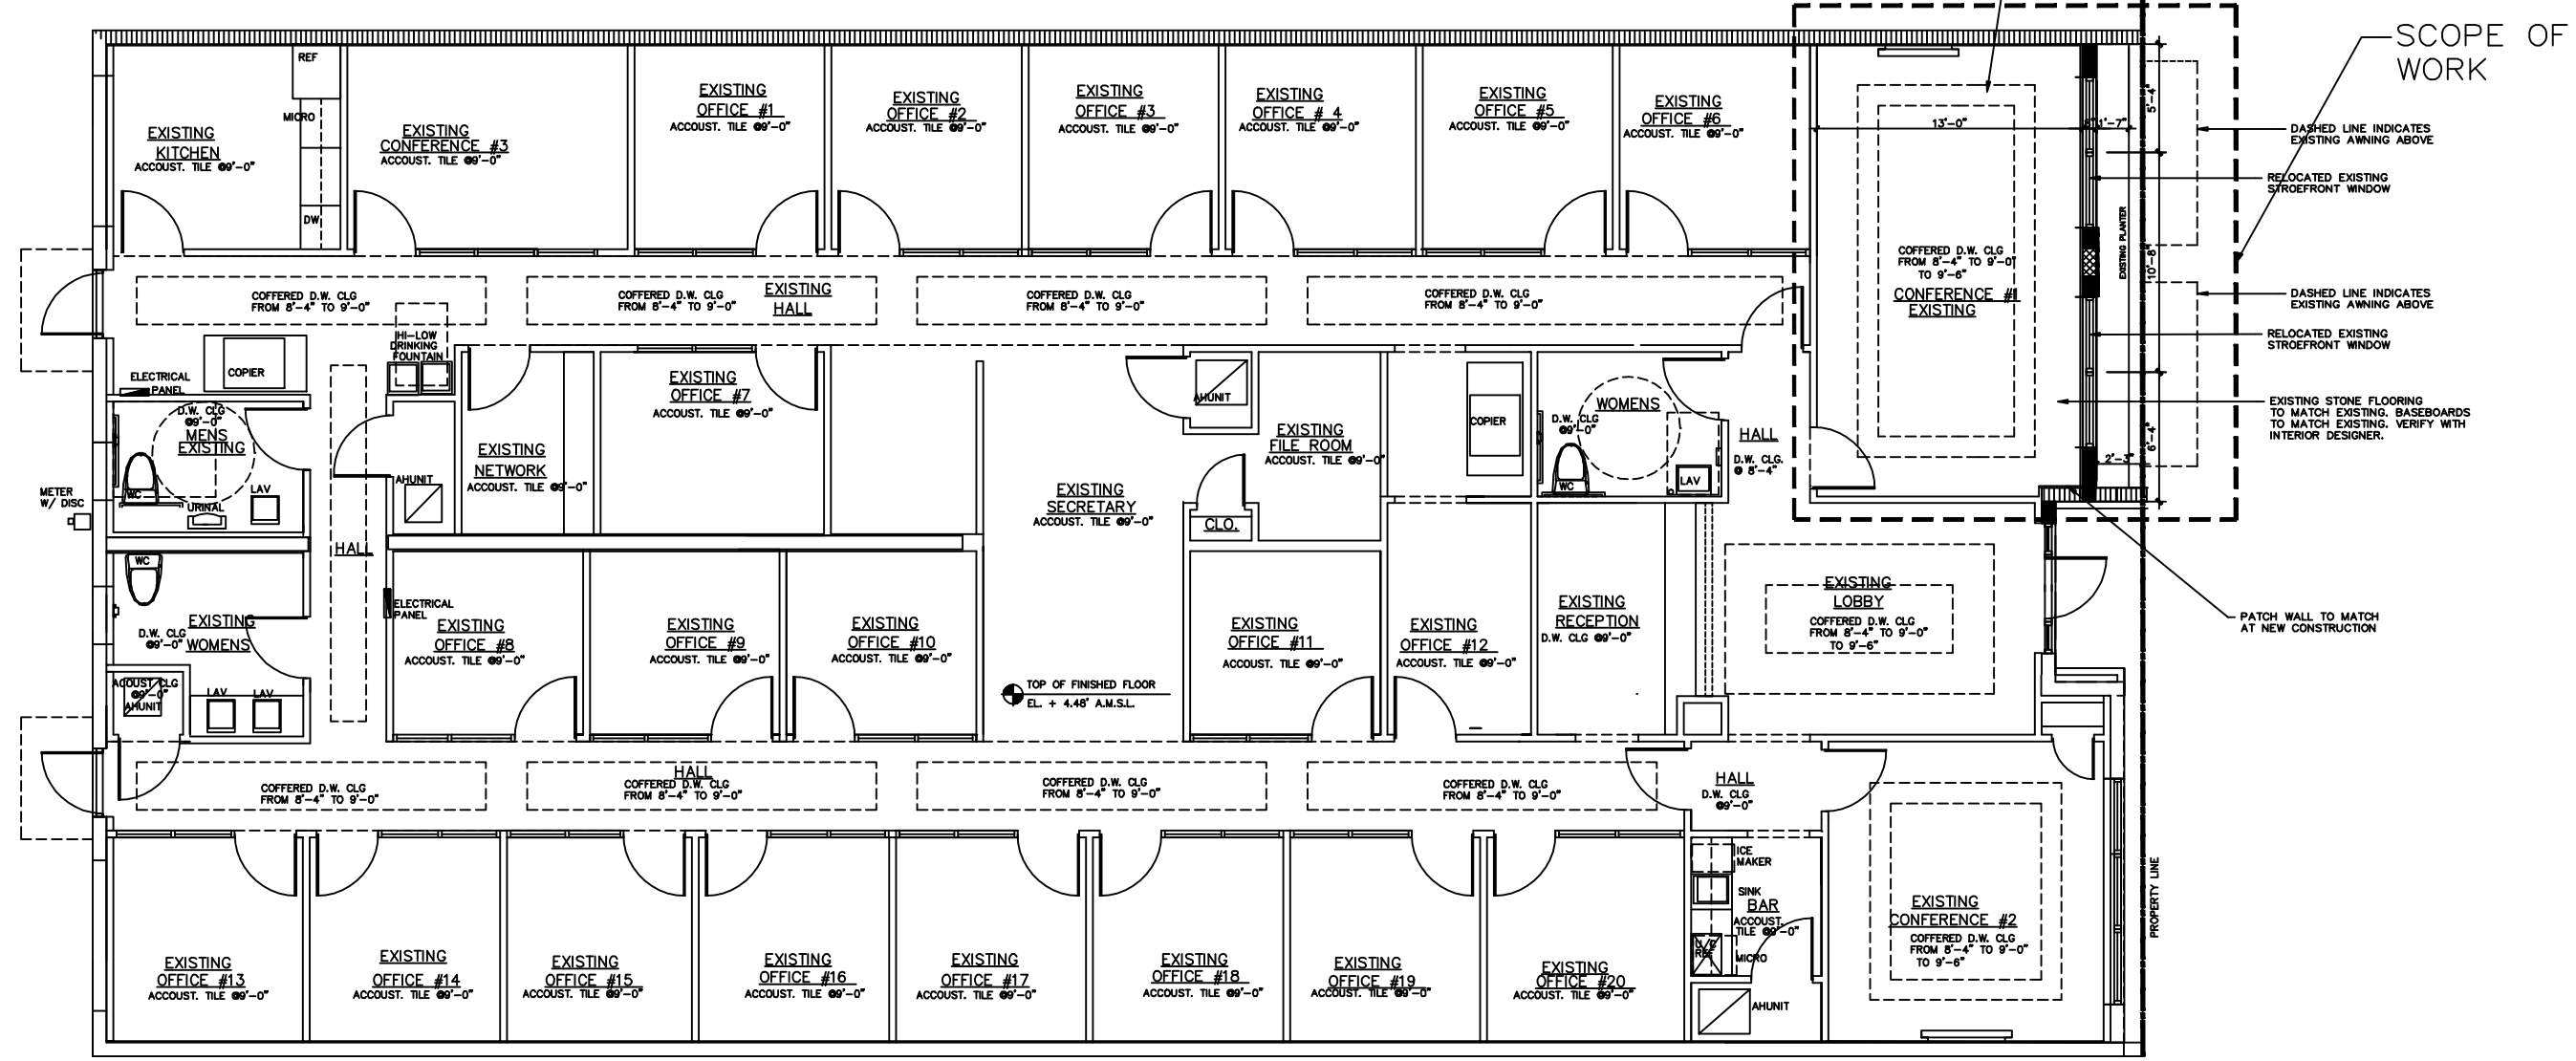 SCOPE OF
WORK
REF
MICRO
DW
EXISTING
KITCHEN
ACCOUST. TILE @9'-0"
EXISTING
CONFERENCE #3
ACCOUST. TILE @9'-0"
EXISTING
OFFICE #1
ACCOUST. TILE @9'-0"
EXISTING
OFFICE #2
ACCOUST. TILE @9'-0"
EXISTING
OFFICE #3
ACCOUST. TILE @9'-0"
EXISTING
OFFICE # 4
ACCOUST. TILE @9'-0"
EXISTING
OFFICE #5
ACCOUST. TILE @9'-0"
EXISTING
OFFICE #6
ACCOUST. TILE @9'-0"
13'-0"
1'-7"
5'-4"
10'-8"
6'-4"
2'-3"
EXISTING PLANTER
COFFERED D.W. CLG
FROM 8'-4" TO 9'-0"
TO 9'-6"
CONFERENCE #1
EXISTING
DASHED LINE INDICATES
EXISTING AWNING ABOVE
RELOCATED EXISTING
STROEFRONT WINDOW
DASHED LINE INDICATES
EXISTING AWNING ABOVE
RELOCATED EXISTING
STROEFRONT WINDOW
EXISTING STONE FLOORING
TO MATCH EXISTING. BASEBOARDS
TO MATCH EXISTING. VERIFY WITH
INTERIOR DESIGNER.
PATCH WALL TO MATCH
AT NEW CONSTRUCTION
COFFERED D.W. CLG
FROM 8'-4" TO 9'-0"
COFFERED D.W. CLG
FROM 8'-4" TO 9'-0"
EXISTING
HALL
COFFERED D.W. CLG
FROM 8'-4" TO 9'-0"
COFFERED D.W. CLG
FROM 8'-4" TO 9'-0"
HI-LOW
DRINKING
FOUNTAIN
COPIER
ELECTRICAL
PANEL
D.W. CLG
@9'-0"
MENS
EXISTING
WC
URINAL
LAV
METER
W/ DISC
AHUNIT
HALL
EXISTING
NETWORK
ACCOUST. TILE @9'-0"
EXISTING
OFFICE #7
ACCOUST. TILE @9'-0"
EXISTING
SECRETARY
ACCOUST. TILE @9'-0"
AHUNIT
EXISTING
FILE ROOM
ACCOUST. TILE @9'-0"
CLO.
COPIER
WOMENS
D.W. CLG
@9'-0"
WC
LAV
HALL
D.W. CLG.
@ 8'-4"
WC
EXISTING
WOMENS
D.W. CLG
@9'-0"
ACOUST CLG
@9'-0"
AHUNIT
LAV
LAV
ELECTRICAL
PANEL
EXISTING
OFFICE #8
ACCOUST. TILE @9'-0"
EXISTING
OFFICE #9
ACCOUST. TILE @9'-0"
EXISTING
OFFICE #10
ACCOUST. TILE @9'-0"
TOP OF FINISHED FLOOR
EL. + 4.48' A.M.S.L.
EXISTING
OFFICE #11
ACCOUST. TILE @9'-0"
EXISTING
OFFICE #12
ACCOUST. TILE @9'-0"
EXISTING
RECEPTION
D.W. CLG @9'-0"
EXISTING
LOBBY
COFFERED D.W. CLG
FROM 8'-4" TO 9'-0"
TO 9'-6"
COFFERED D.W. CLG
FROM 8'-4" TO 9'-0"
HALL
COFFERED D.W. CLG
FROM 8'-4" TO 9'-0"
COFFERED D.W. CLG
FROM 8'-4" TO 9'-0"
COFFERED D.W. CLG
FROM 8'-4" TO 9'-0"
HALL
D.W. CLG
@9'-0"
ICE
MAKER
SINK
BAR
ACCOUST.
TILE @9'-0"
U/C
REF
MICRO
AHUNIT
EXISTING
CONFERENCE #2
COFFERED D.W. CLG
FROM 8'-4" TO 9'-0"
TO 9'-6"
PROPERTY LINE
EXISTING
OFFICE #13
ACCOUST. TILE @9'-0"
EXISTING
OFFICE #14
ACCOUST. TILE @9'-0"
EXISTING
OFFICE #15
ACCOUST. TILE @9'-0"
EXISTING
OFFICE #16
ACCOUST. TILE @9'-0"
EXISTING
OFFICE #17
ACCOUST. TILE @9'-0"
EXISTING
OFFICE #18
ACCOUST. TILE @9'-0"
EXISTING
OFFICE #19
ACCOUST. TILE @9'-0"
EXISTING
OFFICE #20
ACCOUST. TILE @9'-0"